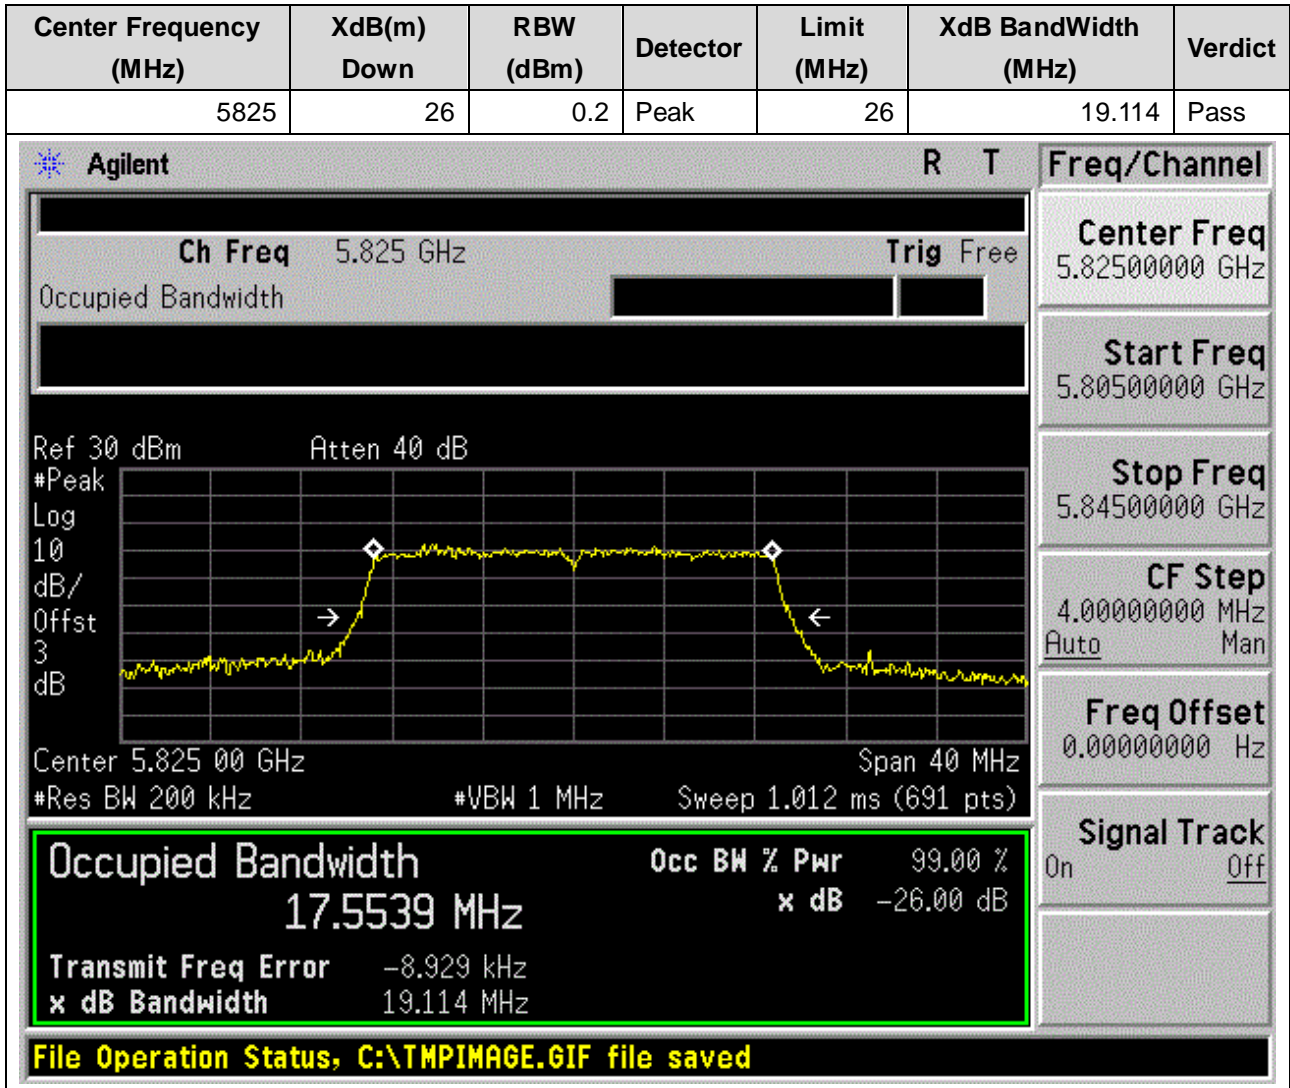 Center Frequency (MHz) XdB(m) Down RBW (dBm) Detector Limit (MHz) XdB BandWidth (MHz) Verdict
5825 26 0.2 Peak 26 19.114 Pass
Agilent R T Freq/Channel
Ch Freq 5.825 GHz Trig Free
Occupied Bandwidth
Center Freq
5.82500000 GHz
Start Freq
5.80500000 GHz
Stop Freq
5.84500000 GHz
CF Step
4.00000000 MHz
Auto Man
Freq Offset
0.00000000 Hz
Signal Track
On Off
Ref 30 dBm Atten 40 dB
#Peak
Log
10
dB/
Offst
3
dB
Center 5.825 00 GHz Span 40 MHz
#Res BW 200 kHz #VBW 1 MHz Sweep 1.012 ms (691 pts)
Occupied Bandwidth Occ BW % Pwr 99.00 %
17.5539 MHz x dB -26.00 dB
Transmit Freq Error -8.929 kHz
x dB Bandwidth 19.114 MHz
File Operation Status, C:\TMPIMAGE.GIF file saved